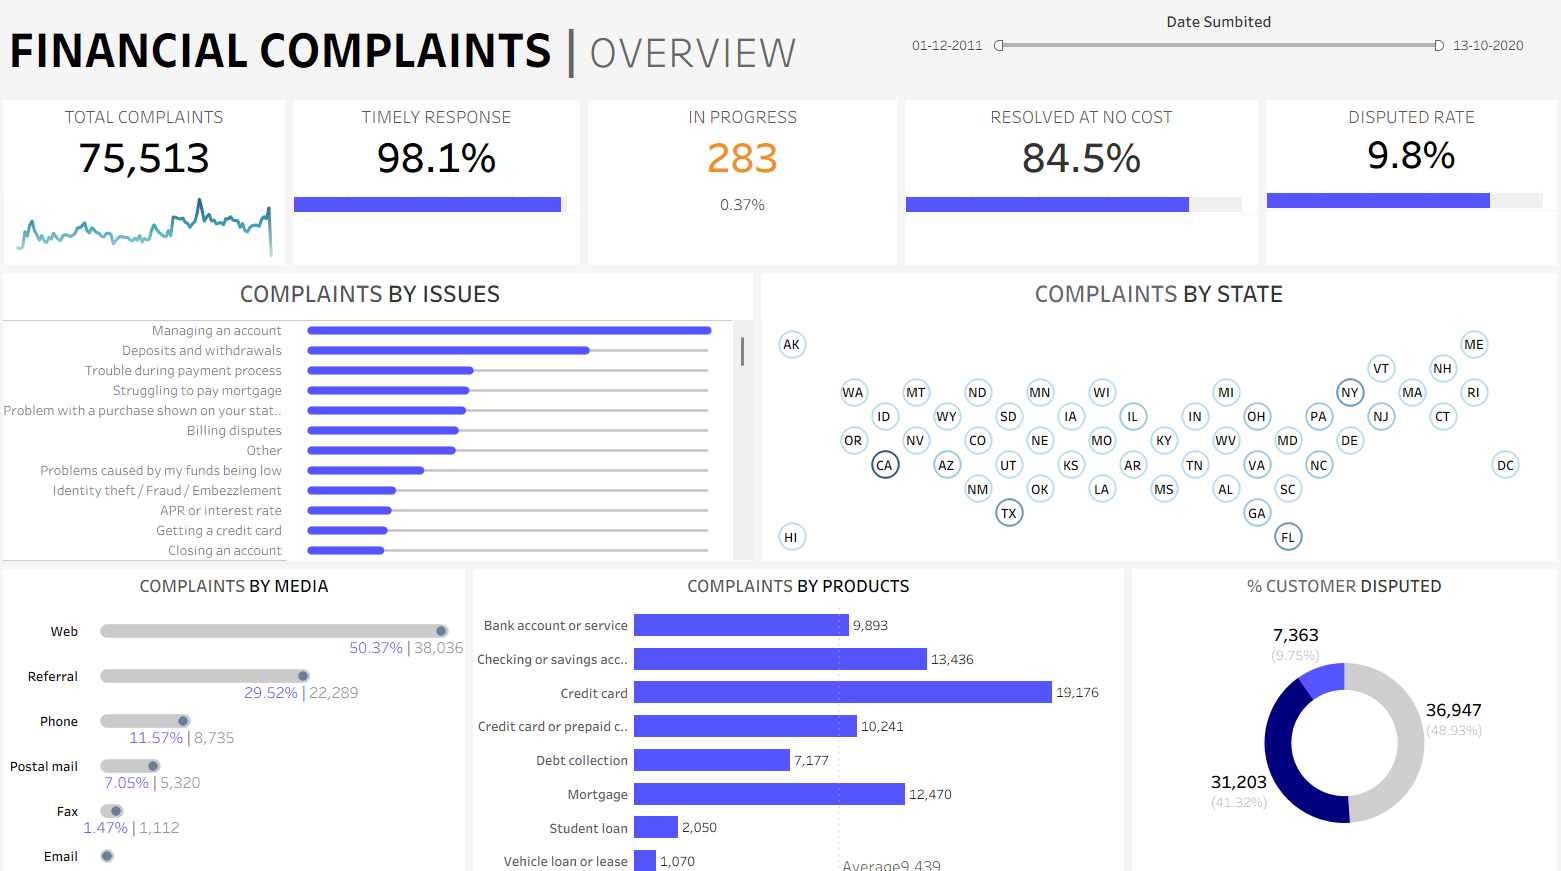 Date Sumbited
FINANCIAL COMPLAINTS | OVERVIEW
01-12-2011
13-10-2020
TOTAL COMPLAINTS
75,513
TIMELY RESPONSE
98.1%
IN PROGRESS
283
0.37%
RESOLVED AT NO COST
84.5%
DISPUTED RATE
9.8%
COMPLAINTS BY ISSUES
Managing an account
Deposits and withdrawals
Trouble during payment process
Struggling to pay mortgage
Problem with a purchase shown on your stat..
Billing disputes
Other
Problems caused by my funds being low
Identity theft / Fraud / Embezzlement
APR or interest rate
Getting a credit card
Closing an account
COMPLAINTS BY STATE
AK
ME
VT
NH
WA
MT
ND
MN
WI
MI
NY
MA
RI
ID
WY
SD
IA
IL
IN
OH
PA
NJ
CT
OR
NV
CO
NE
MO
KY
WV
MD
DE
CA
AZ
UT
KS
AR
TN
VA
NC
DC
NM
OK
LA
MS
AL
SC
TX
GA
HI
FL
COMPLAINTS BY MEDIA
Web
50.37% | 38,036
Referral
29.52% | 22,289
Phone
11.57% | 8,735
Postal mail
7.05% | 5,320
Fax
1.47% | 1,112
Email
COMPLAINTS BY PRODUCTS
Bank account or service 9,893
Checking or savings acc.. 13,436
Credit card 19,176
Credit card or prepaid c.. 10,241
Debt collection 7,177
Mortgage 12,470
Student loan 2,050
Vehicle loan or lease 1,070
Average9,439
% CUSTOMER DISPUTED
7,363
(9.75%)
36,947
(48.93%)
31,203
(41.32%)